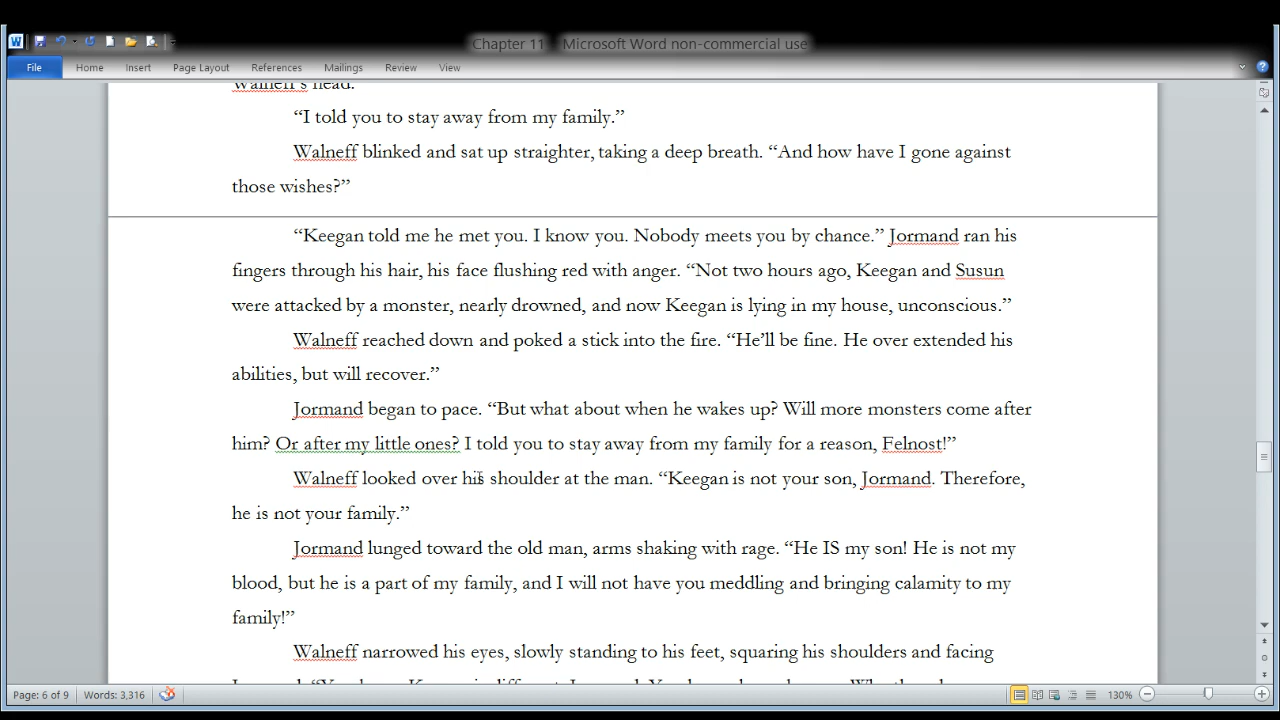 Chapter 11 Microsoft Word non-commercial use
File Home Insert Page Layout References Mailings Review View
Walneff's head.
“I told you to stay away from my family.”
Walneff blinked and sat up straighter, taking a deep breath. “And how have I gone against
those wishes?”
“Keegan told me he met you. I know you. Nobody meets you by chance.” Jormand ran his
fingers through his hair, his face flushing red with anger. “Not two hours ago, Keegan and Susun
were attacked by a monster, nearly drowned, and now Keegan is lying in my house, unconscious.”
Walneff reached down and poked a stick into the fire. “He’ll be fine. He over extended his
abilities, but will recover.”
Jormand began to pace. “But what about when he wakes up? Will more monsters come after
him? Or after my little ones? I told you to stay away from my family for a reason, Felnost!”
Walneff looked over his shoulder at the man. “Keegan is not your son, Jormand. Therefore,
he is not your family.”
Jormand lunged toward the old man, arms shaking with rage. “He IS my son! He is not my
blood, but he is a part of my family, and I will not have you meddling and bringing calamity to my
family!”
Walneff narrowed his eyes, slowly standing to his feet, squaring his shoulders and facing
Page: 6 of 9 Words: 3,316 130%